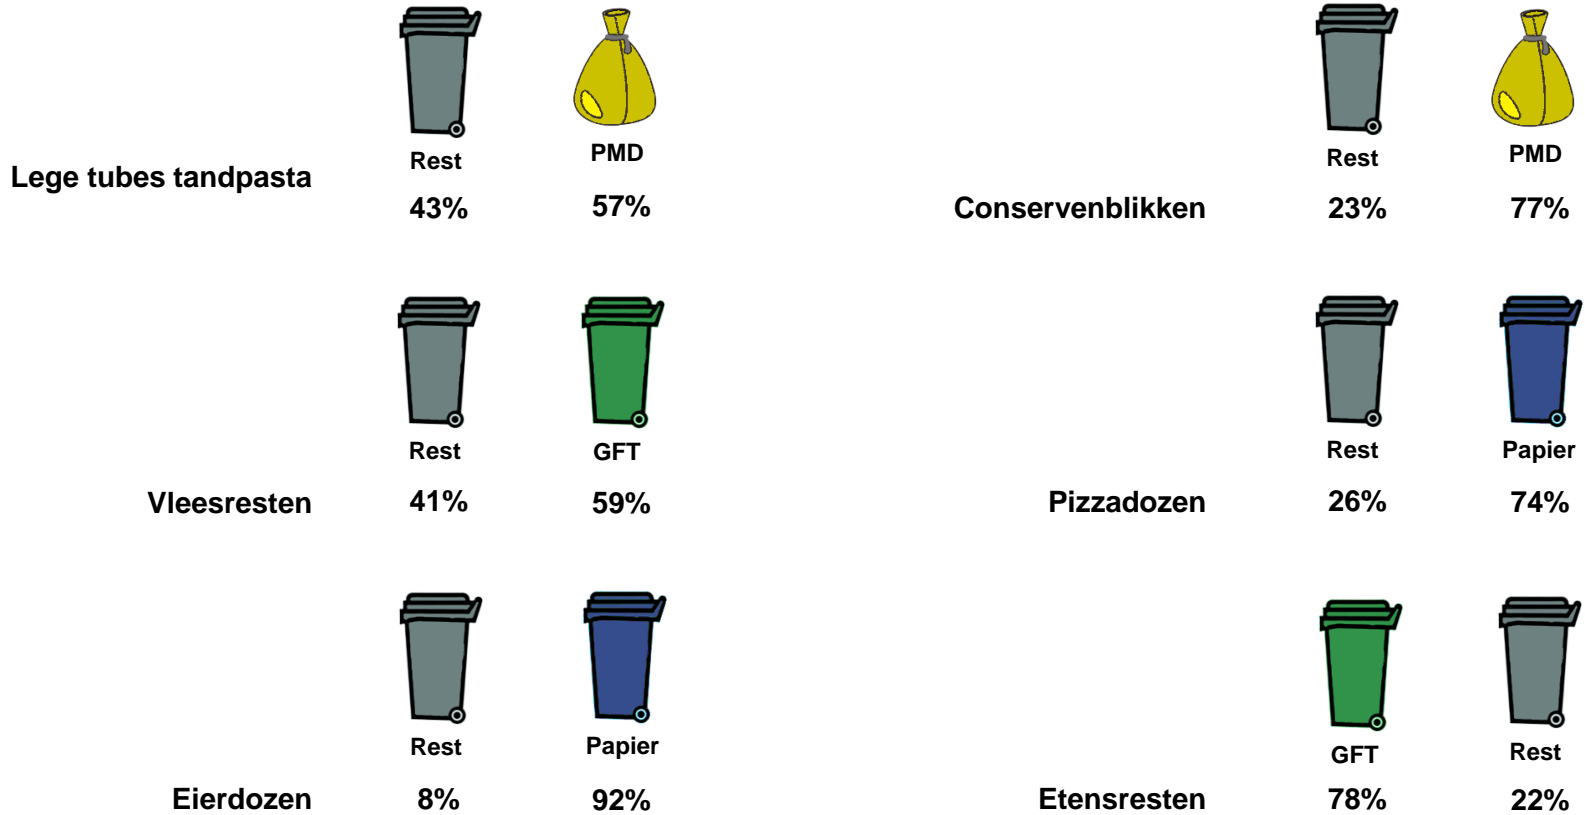 Rest PMD
Lege tubes tandpasta
43% 57%
Rest PMD
Conservenblikken 23% 77%
Rest GFT
Vleesresten 41% 59%
Rest Papier
Pizzadozen 26% 74%
Rest Papier
Eierdozen 8% 92%
GFT Rest
Etensresten 78% 22%